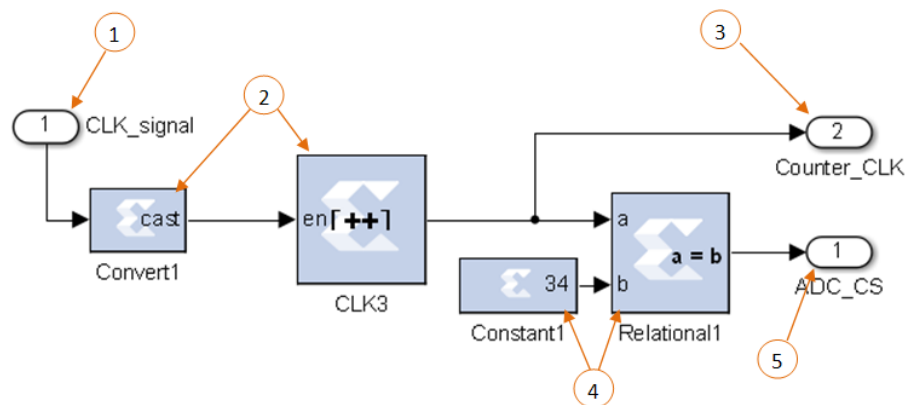 1
3
2
1
CLK_signal
2
Counter_CLK
cast
Convert1
en ⌈++⌉
CLK3
a
b
a = b
Relational1
34
Constant1
1
ADC_CS
4
5